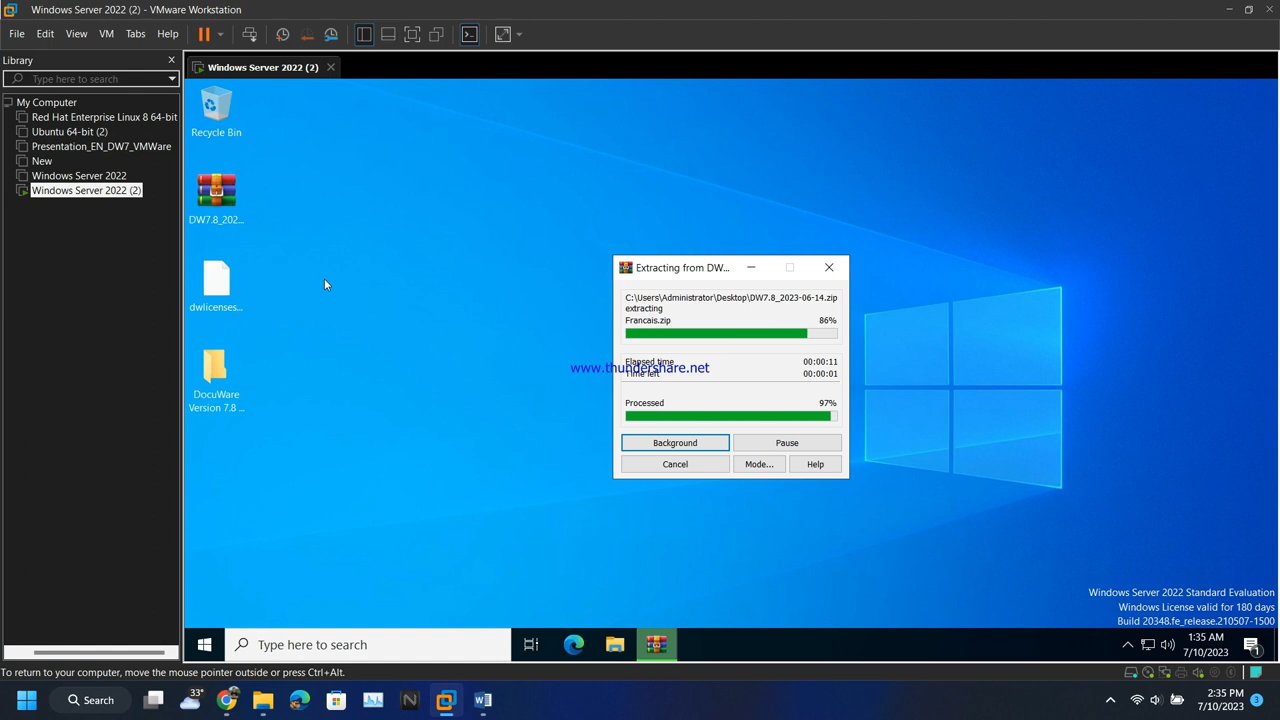 Windows Server 2022 (2) - VMware Workstation
File Edit View VM Tabs Help
Library
Type here to search
My Computer
Red Hat Enterprise Linux 8 64-bit
Ubuntu 64-bit (2)
Presentation_EN_DW7_VMWare
New
Windows Server 2022
Windows Server 2022 (2)
Windows Server 2022 (2)
Recycle Bin
DW7.8_202...
dwlicenses...
DocuWare
Version 7.8 ...
Extracting from DW...
C:\Users\Administrator\Desktop\DW7.8_2023-06-14.zip
extracting
Francais.zip 86%
Elapsed time 00:00:11
www.thundershare.net
Time left 00:00:01
Processed 97%
Background Pause
Cancel Mode... Help
Windows Server 2022 Standard Evaluation
Windows License valid for 180 days
Build 20348.fe_release.210507-1500
Type here to search
1:35 AM
7/10/2023
1
To return to your computer, move the mouse pointer outside or press Ctrl+Alt.
33°
Search
2:35 PM
7/10/2023
3